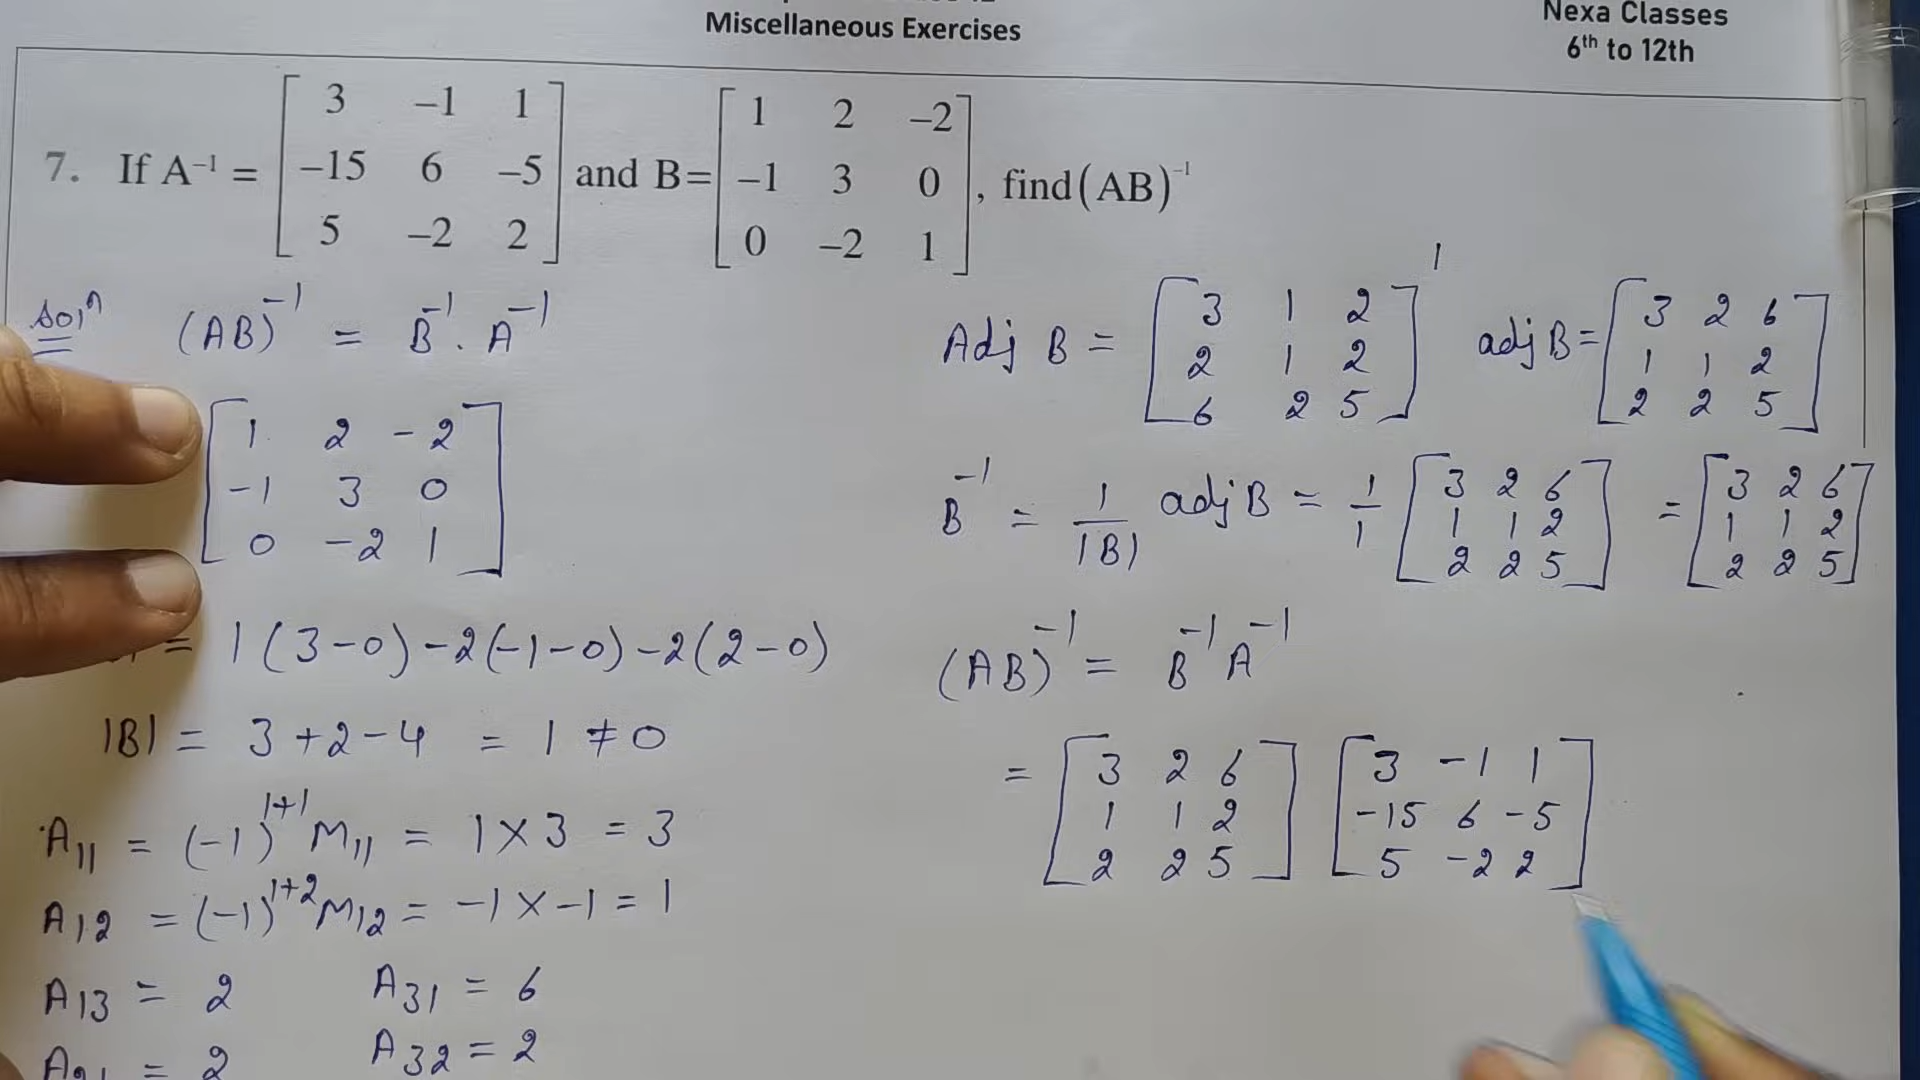 Miscellaneous Exercises
Nexa Classes
6th to 12th
7. If A⁻¹ = [3 –1 1; –15 6 –5; 5 –2 2] and B= [1 2 –2; –1 3 0; 0 –2 1], find (AB)⁻¹
Solⁿ (AB)⁻¹ = B⁻¹ . A⁻¹
[1 2 -2
-1 3 0
0 -2 1]
= 1(3-0)-2(-1-0)-2(2-0)
|B| = 3+2-4 = 1 ≠ 0
A11 = (-1)¹⁺¹ M11 = 1×3 = 3
A12 = (-1)¹⁺² M12 = -1×-1 = 1
A13 = 2 A31 = 6
= 2 A32 = 2
Adj B = [3 1 2; 2 1 2; 6 2 5]' adj B = [3 2 6; 1 1 2; 2 2 5]
B⁻¹ = 1/|B| adj B = 1/1 [3 2 6; 1 1 2; 2 2 5] = [3 2 6; 1 1 2; 2 2 5]
(AB)⁻¹ = B⁻¹ A⁻¹
= [3 2 6; 1 1 2; 2 2 5] [3 -1 1; -15 6 -5; 5 -2 2]